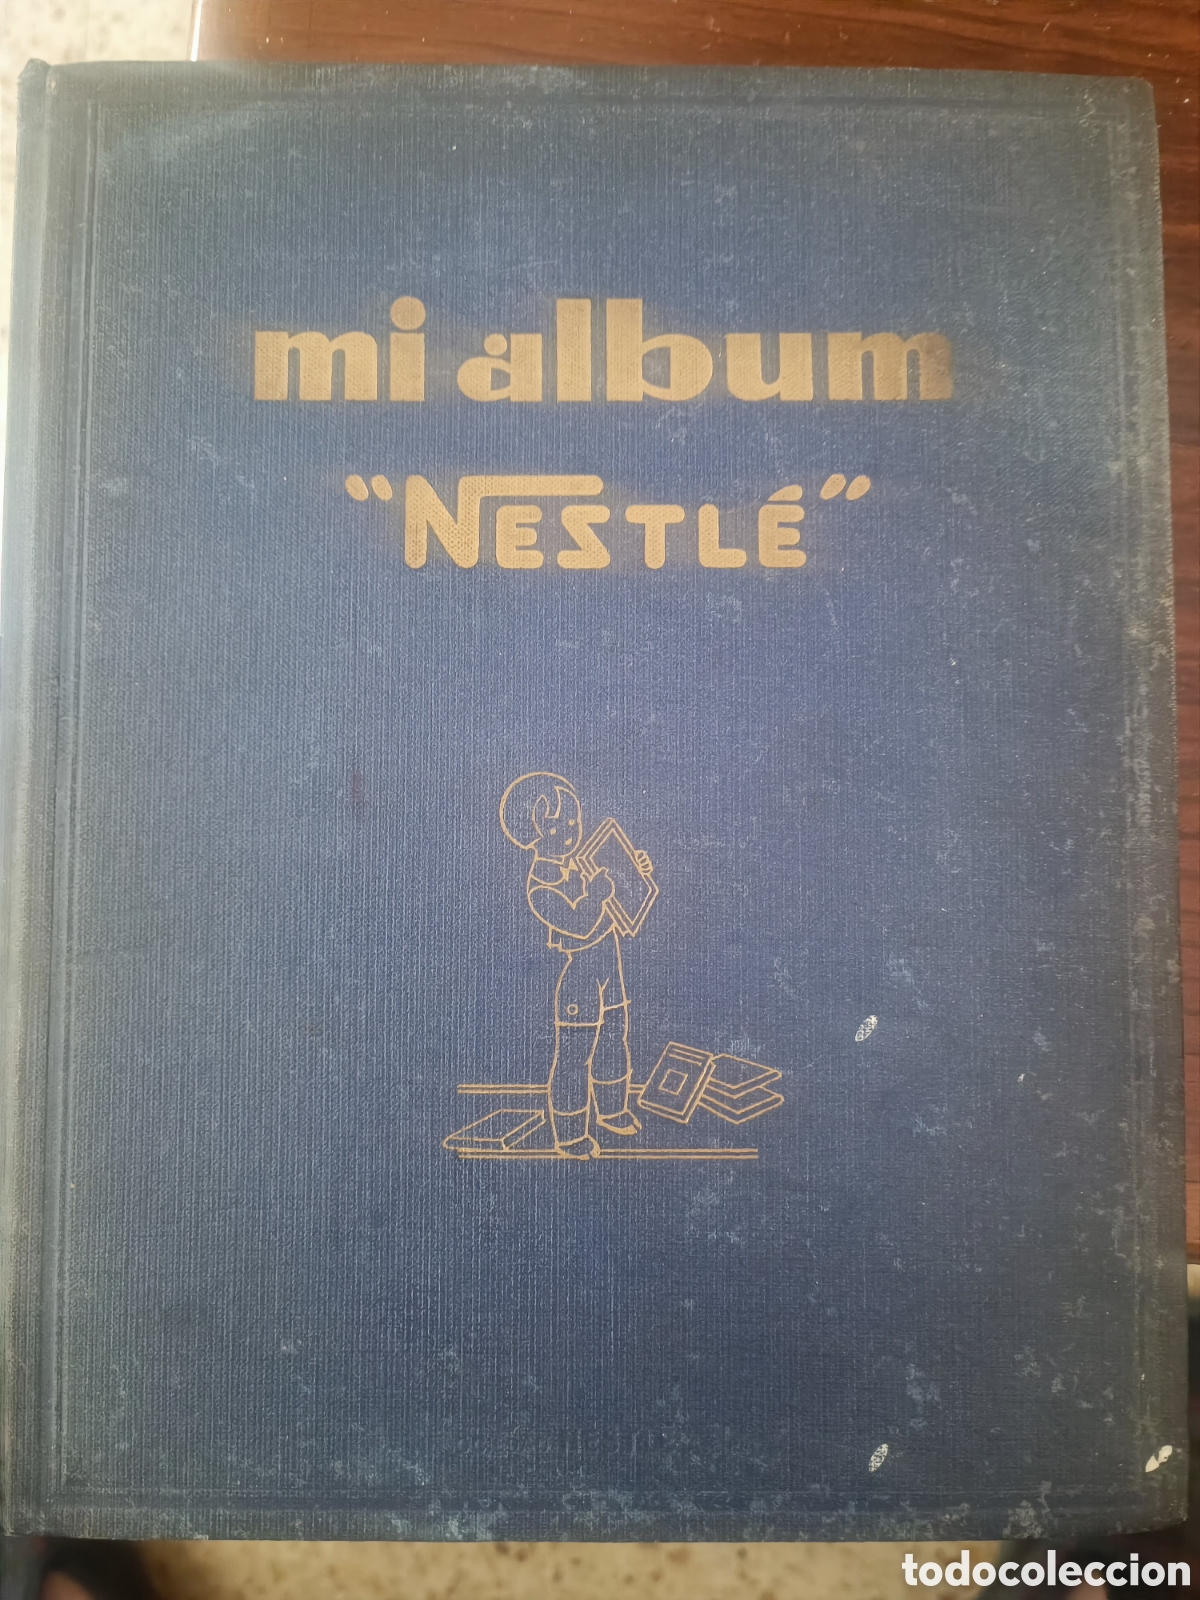 mi album
"NESTLÉ"
todocoleccion